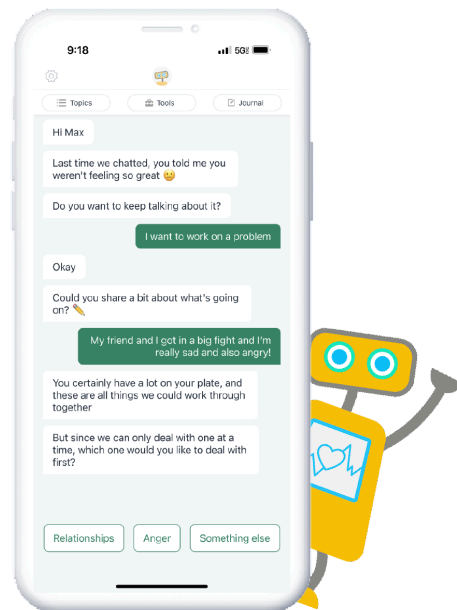 9:18
5GE
Topics
Tools
Journal
Hi Max
Last time we chatted, you told me you
weren't feeling so great 😕
Do you want to keep talking about it?
I want to work on a problem
Okay
Could you share a bit about what's going
on? ✏️
My friend and I got in a big fight and I'm
really sad and also angry!
You certainly have a lot on your plate, and
these are all things we could work through
together
But since we can only deal with one at a
time, which one would you like to deal with
first?
Relationships
Anger
Something else